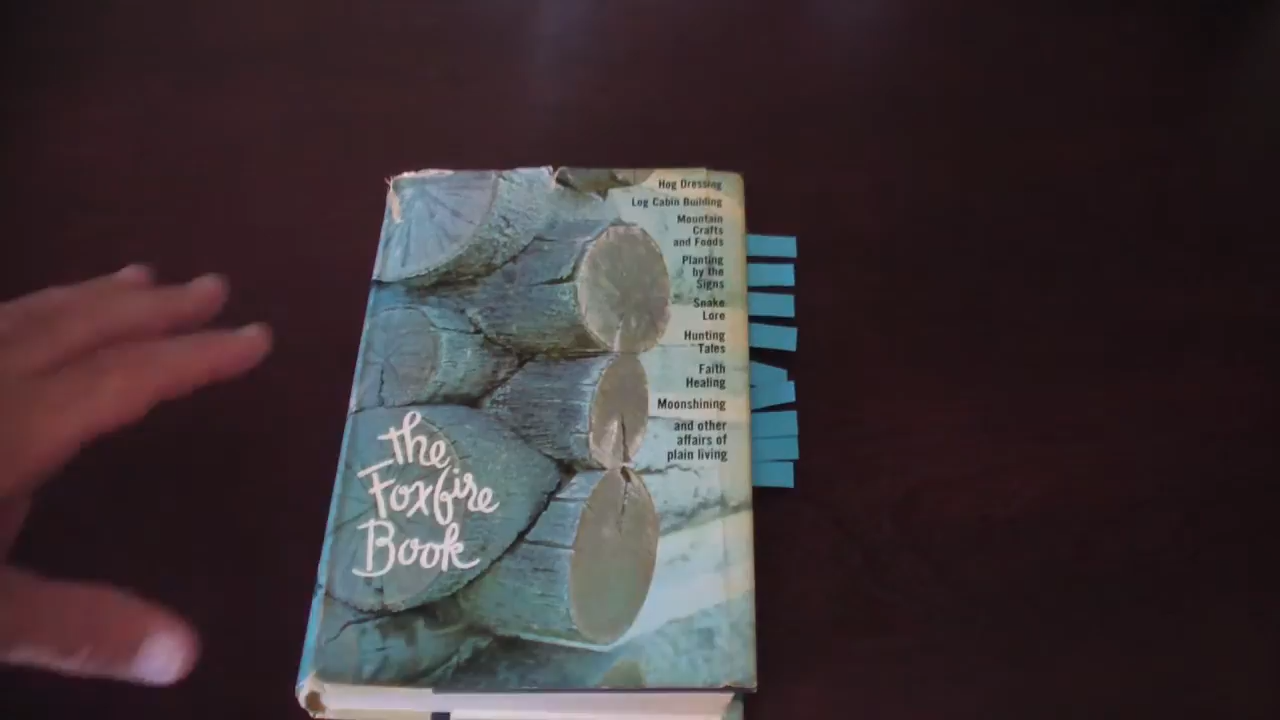 Hog Dressing
Log Cabin Building
Mountain
Crafts
and Foods
Planting
by the
Signs
Snake
Lore
Hunting
Tales
Faith
Healing
Moonshining
and other
affairs of
plain living
the
Foxfire
Book